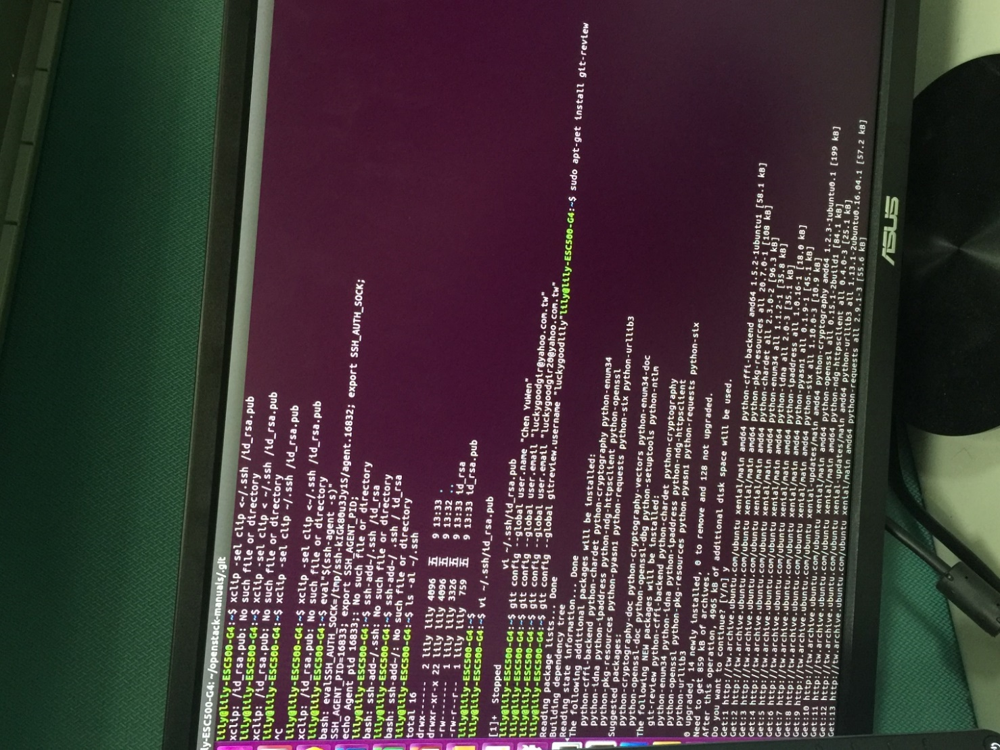 ly-ESC500-G4: ~/openstack-manuals/.git
lily@lily-ESC500-G4:~$ xclip -sel clip <~/.ssh /id_rsa.pub
xclip: /id_rsa.pub: No such file or directory
lily@lily-ESC500-G4:~$ xclip -sel clip < ~/.ssh /id_rsa.pub
xclip: /id_rsa.pub: No such file or directory
lily@lily-ESC500-G4:~$ xclip -sel clip ~/.ssh /id_rsa.pub
^C
lily@lily-ESC500-G4:~$ xclip -sel clip <~/.ssh /id_rsa.pub
xclip: /id_rsa.pub: No such file or directory
lily@lily-ESC500-G4:~$ eval"$(ssh-agent -s)"
bash: evalSSH_AUTH_SOCK=/tmp/ssh-kIGk80u3Jy1S/agent.16832; export SSH_AUTH_SOCK;
SSH_AGENT_PID=16833; export SSH_AGENT_PID;
echo Agent pid 16833;: No such file or directory
lily@lily-ESC500-G4:~$ ssh-add~/.ssh /id_rsa
bash: ssh-add~/.ssh: No such file or directory
lily@lily-ESC500-G4:~$ ssh-add~/ .ssh / id_rsa
bash: ssh-add~/: No such file or directory
lily@lily-ESC500-G4:~$ ls -al ~/.ssh
total 16
drwx------ 2 lily lily 4096 五 9 13:33 .
drwxr-xr-x 22 lily lily 4096 五 9 13:32 ..
-rw------- 1 lily lily 3326 五 9 13:33 id_rsa
-rw-r--r-- 1 lily lily 759 五 9 13:33 id_rsa.pub
lily@lily-ESC500-G4:~$
lily@lily-ESC500-G4:~$ vi ~/.ssh/id_rsa.pub
[1]+ Stopped vi ~/.ssh/id_rsa.pub
lily@lily-ESC500-G4:~$ git config --global user.name "Chen YuWen"
lily@lily-ESC500-G4:~$ git config --global user.email "luckygoodgir@yahoo.com.tw"
lily@lily-ESC500-G4:~$ git config --global user.email "luckygoodgir20@yahoo.com.tw"
lily@lily-ESC500-G4:~$ git config --global gitreview.username "luckygoodlily"lily@lily-ESC500-G4:~$ sudo apt-get install git-review
Reading package lists... Done
Building dependency tree
Reading state information... Done
The following additional packages will be installed:
python-cffi-backend python-chardet python-cryptography python-enum34
python-idna python-ipaddress python-ndg-httpsclient python-openssl
python-pkg-resources python-pyasn1 python-requests python-six python-urllib3
Suggested packages:
python-cryptography-doc python-cryptography-vectors python-enum34-doc
python-openssl-doc python-openssl-dbg python-setuptools python-ntlm
The following NEW packages will be installed:
git-review python-cffi-backend python-chardet python-cryptography
python-enum34 python-idna python-ipaddress python-ndg-httpsclient
python-openssl python-pkg-resources python-pyasn1 python-requests python-six
python-urllib3
0 upgraded, 14 newly installed, 0 to remove and 128 not upgraded.
Need to get 859 kB of archives.
After this operation, 4965 kB of additional disk space will be used.
Do you want to continue? [Y/n] y
Get:1 http://tw.archive.ubuntu.com/ubuntu xenial/main amd64 python-cffi-backend amd64 1.5.2-1ubuntu1 [58.1 kB]
Get:2 http://tw.archive.ubuntu.com/ubuntu xenial/main amd64 python-pkg-resources all 20.7.0-1 [108 kB]
Get:3 http://tw.archive.ubuntu.com/ubuntu xenial/main amd64 python-chardet all 2.3.0-2 [96.3 kB]
Get:4 http://tw.archive.ubuntu.com/ubuntu xenial/main amd64 python-enum34 all 1.1.2-1 [35.8 kB]
Get:5 http://tw.archive.ubuntu.com/ubuntu xenial/main amd64 python-idna all 2.0-3 [35.1 kB]
Get:6 http://tw.archive.ubuntu.com/ubuntu xenial/main amd64 python-ipaddress all 1.0.16-1 [18.0 kB]
Get:7 http://tw.archive.ubuntu.com/ubuntu xenial/main amd64 python-pyasn1 all 0.1.9-1 [45.1 kB]
Get:8 http://tw.archive.ubuntu.com/ubuntu xenial/main amd64 python-six all 1.10.0-3 [10.9 kB]
Get:9 http://tw.archive.ubuntu.com/ubuntu xenial-updates/main amd64 python-cryptography amd64 1.2.3-1ubuntu0.1 [199 kB]
Get:10 http://tw.archive.ubuntu.com/ubuntu xenial/main amd64 python-openssl all 0.15.1-2build1 [84.1 kB]
Get:11 http://tw.archive.ubuntu.com/ubuntu xenial/main amd64 python-ndg-httpsclient all 0.4.0-3 [25.1 kB]
Get:12 http://tw.archive.ubuntu.com/ubuntu xenial-updates/main amd64 python-urllib3 all 1.13.1-2ubuntu0.16.04.1 [57.2 kB]
Get:13 http://tw.archive.ubuntu.com/ubuntu xenial/main amd64 python-requests all 2.9.1-3 [55.6 kB]
ASUS